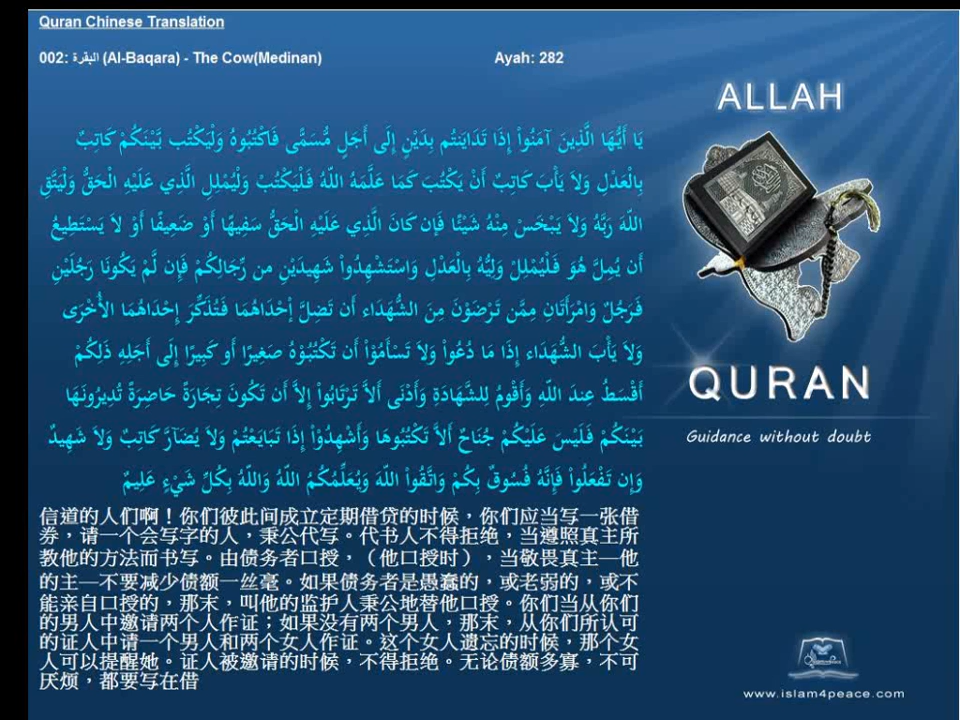 Quran Chinese Translation
002: البقرة (Al-Baqara) - The Cow(Medinan) Ayah: 282
يَا أَيُّهَا الَّذِينَ آمَنُواْ إِذَا تَدَايَنتُم بِدَيْنٍ إِلَى أَجَلٍ مُّسَمًّى فَاكْتُبُوهُ وَلْيَكْتُب بَّيْنَكُمْ كَاتِبٌ
بِالْعَدْلِ وَلاَ يَأْبَ كَاتِبٌ أَنْ يَكْتُبَ كَمَا عَلَّمَهُ اللّهُ فَلْيَكْتُبْ وَلْيُمْلِلِ الَّذِي عَلَيْهِ الْحَقُّ وَلْيَتَّقِ
اللّهَ رَبَّهُ وَلاَ يَبْخَسْ مِنْهُ شَيْئًا فَإن كَانَ الَّذِي عَلَيْهِ الْحَقُّ سَفِيهًا أَوْ ضَعِيفًا أَوْ لاَ يَسْتَطِيعُ
أَن يُمِلَّ هُوَ فَلْيُمْلِلْ وَلِيُّهُ بِالْعَدْلِ وَاسْتَشْهِدُواْ شَهِيدَيْنِ من رِّجَالِكُمْ فَإِن لَّمْ يَكُونَا رَجُلَيْنِ
فَرَجُلٌ وَامْرَأَتَانِ مِمَّن تَرْضَوْنَ مِنَ الشُّهَدَاء أَن تَضِلَّ إْحْدَاهُمَا فَتُذَكِّرَ إِحْدَاهُمَا الأُخْرَى
وَلاَ يَأْبَ الشُّهَدَاء إِذَا مَا دُعُواْ وَلاَ تَسْأَمُوْاْ أَن تَكْتُبُوْهُ صَغِيرًا أَو كَبِيرًا إِلَى أَجَلِهِ ذَلِكُمْ
أَقْسَطُ عِندَ اللّهِ وَأَقْومُ لِلشَّهَادَةِ وَأَدْنَى أَلاَّ تَرْتَابُواْ إِلاَّ أَن تَكُونَ تِجَارَةً حَاضِرَةً تُدِيرُونَهَا
بَيْنَكُمْ فَلَيْسَ عَلَيْكُمْ جُنَاحٌ أَلاَّ تَكْتُبُوهَا وَأَشْهِدُوْاْ إِذَا تَبَايَعْتُمْ وَلاَ يُضَآرَّ كَاتِبٌ وَلاَ شَهِيدٌ
وَإِن تَفْعَلُواْ فَإِنَّهُ فُسُوقٌ بِكُمْ وَاتَّقُواْ اللّهَ وَيُعَلِّمُكُمُ اللّهُ وَاللّهُ بِكُلِّ شَيْءٍ عَلِيمٌ
信道的人们啊！你们彼此间成立定期借贷的时候，你们应当写一张借
券，请一个会写字的人，秉公代写。代书人不得拒绝，当遵照真主所
教他的方法而书写。由债务者口授，（他口授时），当敬畏真主—他
的主—不要减少债额一丝毫。如果债务者是愚蠢的，或老弱的，或不
能亲自口授的，那末，叫他的监护人秉公地替他口授。你们当从你们
的男人中邀请两个人作证；如果没有两个男人，那末，从你们所认可
的证人中请一个男人和两个女人作证。这个女人遗忘的时候，那个女
人可以提醒她。证人被邀请的时候，不得拒绝。无论债额多寡，不可
厌烦，都要写在借
ALLAH
QURAN
Guidance without doubt
www.islam4peace.com